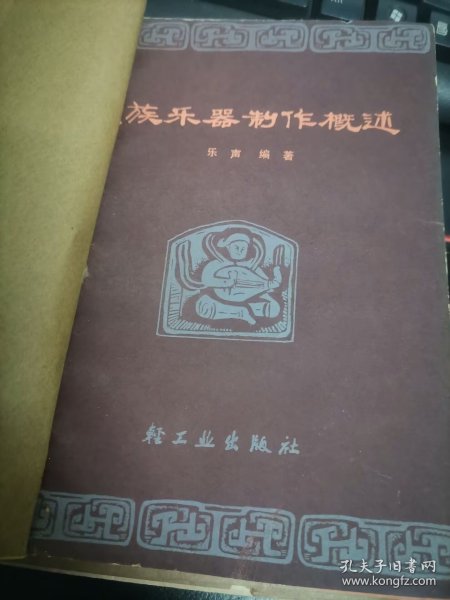 族乐器制作概述
乐声 编著
轻工业出版社
孔夫子旧书网
www.kongfz.com